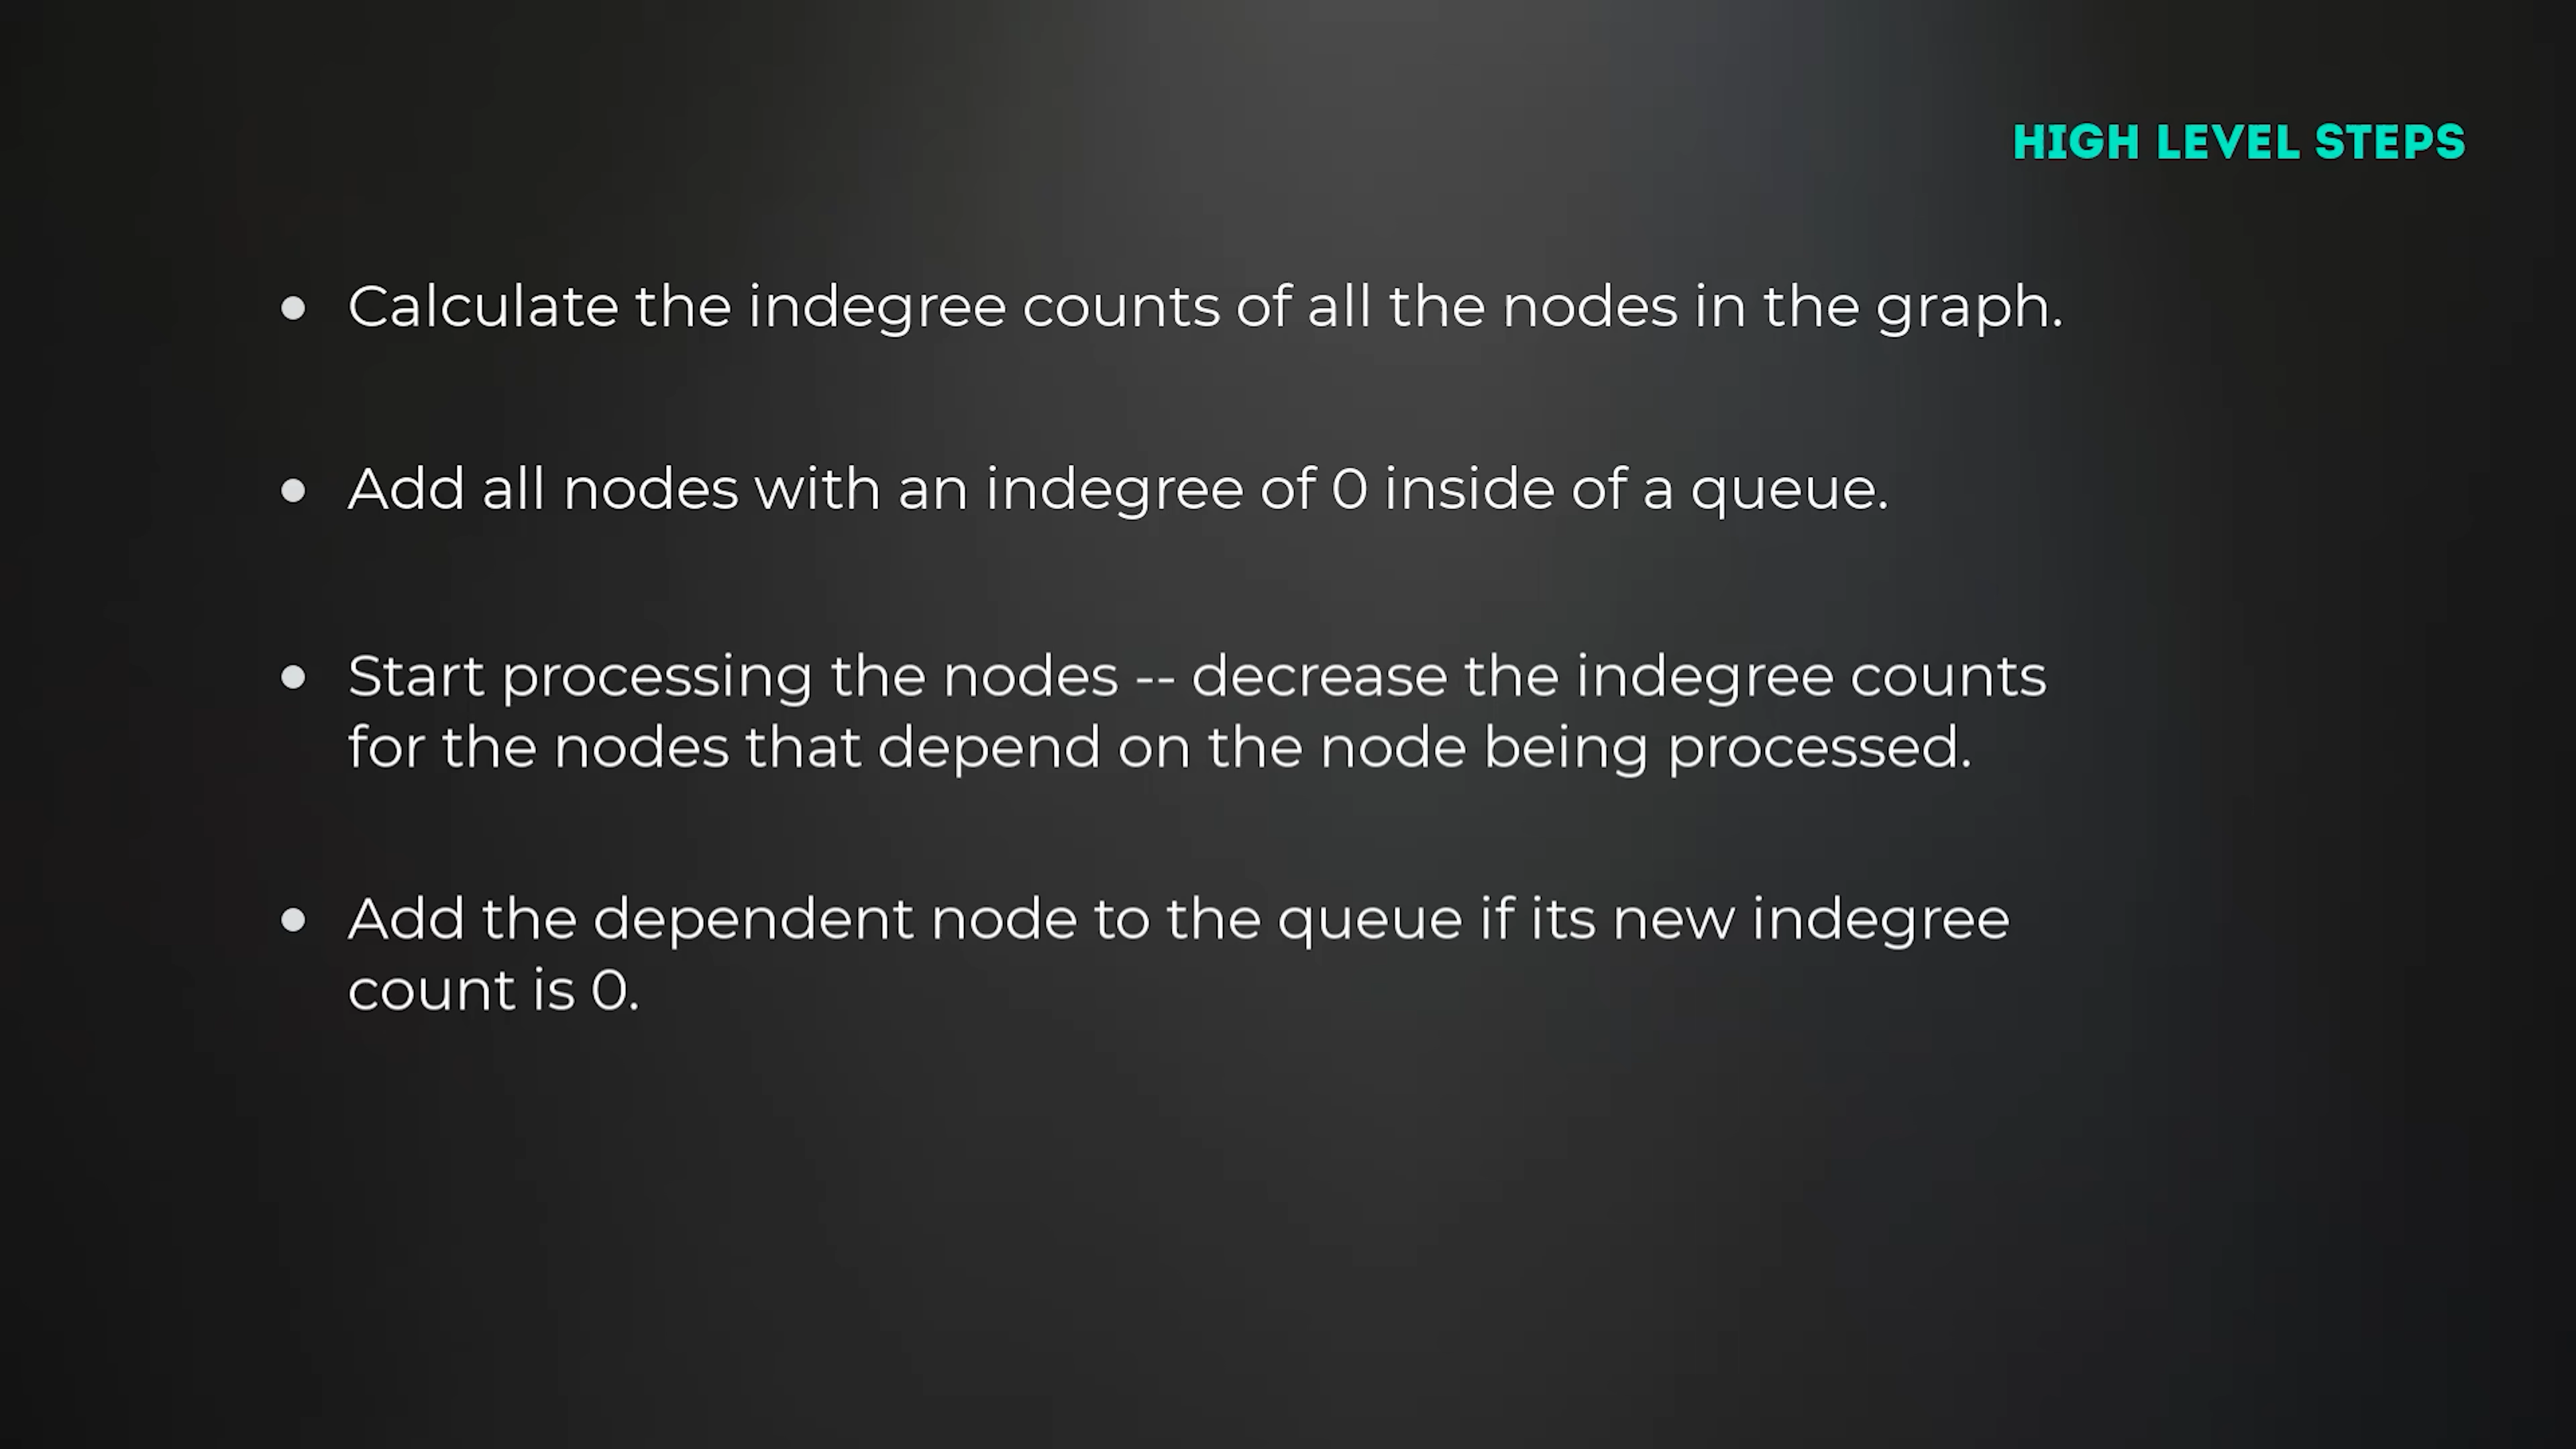 HIGH LEVEL STEPS
• Calculate the indegree counts of all the nodes in the graph.
• Add all nodes with an indegree of 0 inside of a queue.
• Start processing the nodes -- decrease the indegree counts
for the nodes that depend on the node being processed.
• Add the dependent node to the queue if its new indegree
count is 0.